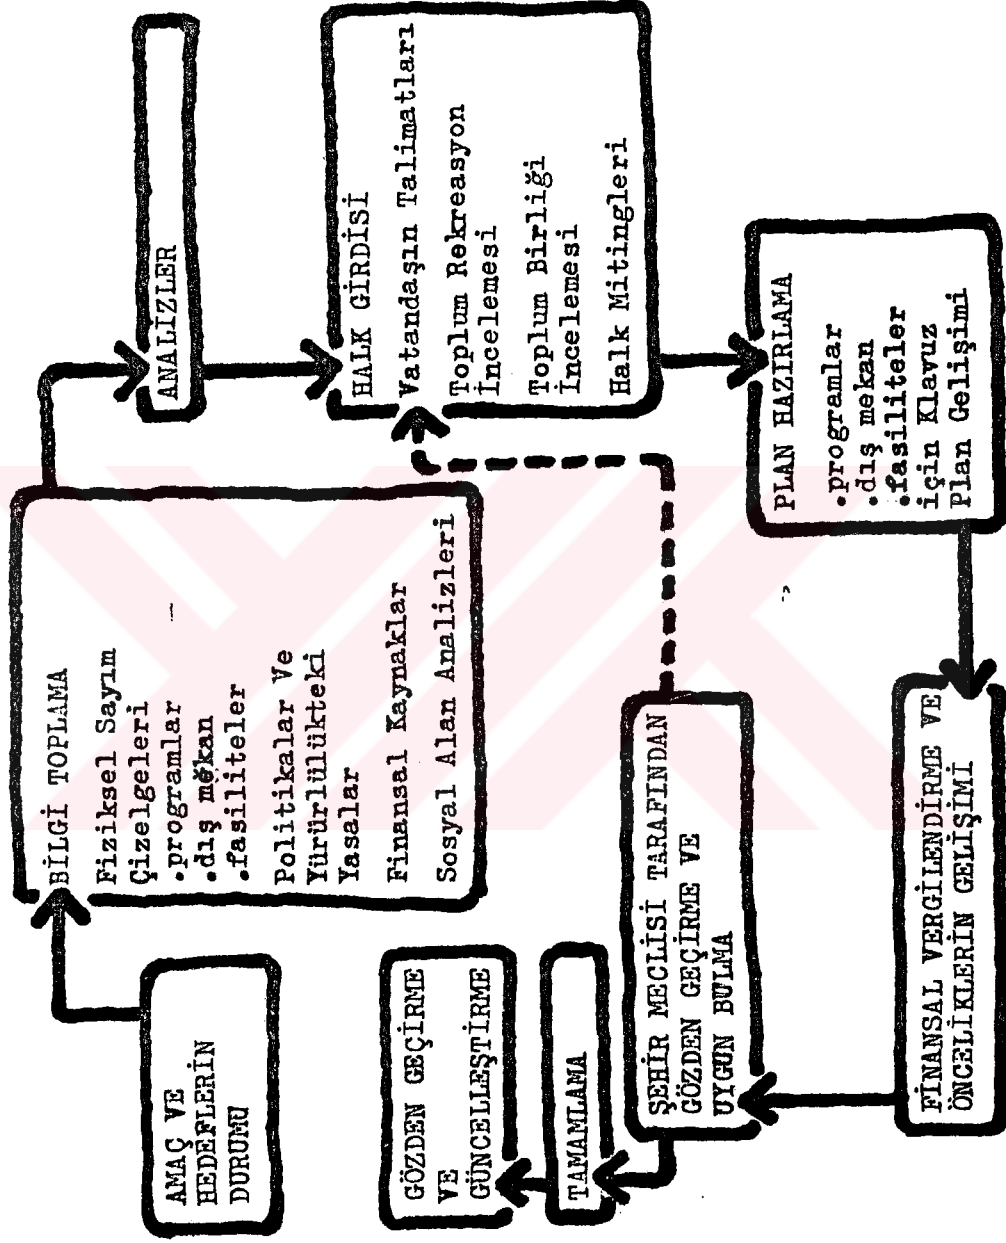 AMAÇ VE
HEDEFLERİN
DURUMU
BİLGİ TOPLAMA
Fiziksel Sayım
Çizelgeleri
.programlar
.dış mekan
.fasiliteler
Politikalar Ve
Yürürlülükteki
Yasalar
Finansal Kaynaklar
Sosyal Alan Analizleri
ANALİZLER
HALK GİRDİSİ
Vatandaşın Talimatları
Toplum Rekreasyon
İncelemesi
Toplum Birliği
İncelemesi
Halk Mitingleri
PLAN HAZIRLAMA
.programlar
.dış mekan
.fasiliteler
için Klavuz
Plan Gelişimi
FİNANSAL VERGİLENDİRME VE
ÖNCELİKLERİN GELİŞİMİ
ŞEHİR MECLİSİ TARAFINDAN
GÖZDEN GEÇİRME VE
UYGUN BULMA
TAMAMLAMA
GÖZDEN GEÇİRME
VE
GÜNCELLEŞTİRME